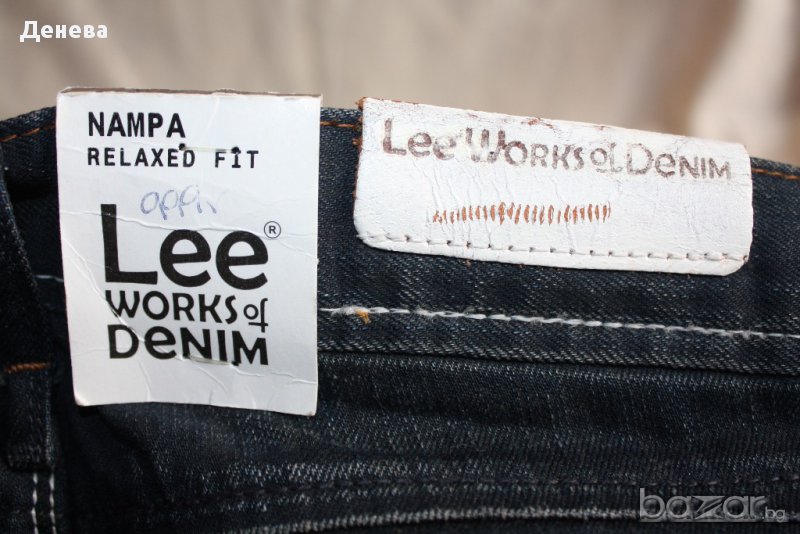 Денева
NAMPA
RELAXED FIT
Lee®
WORKS of
DENIM
Lee WORKS of DENIM
bazar.bg